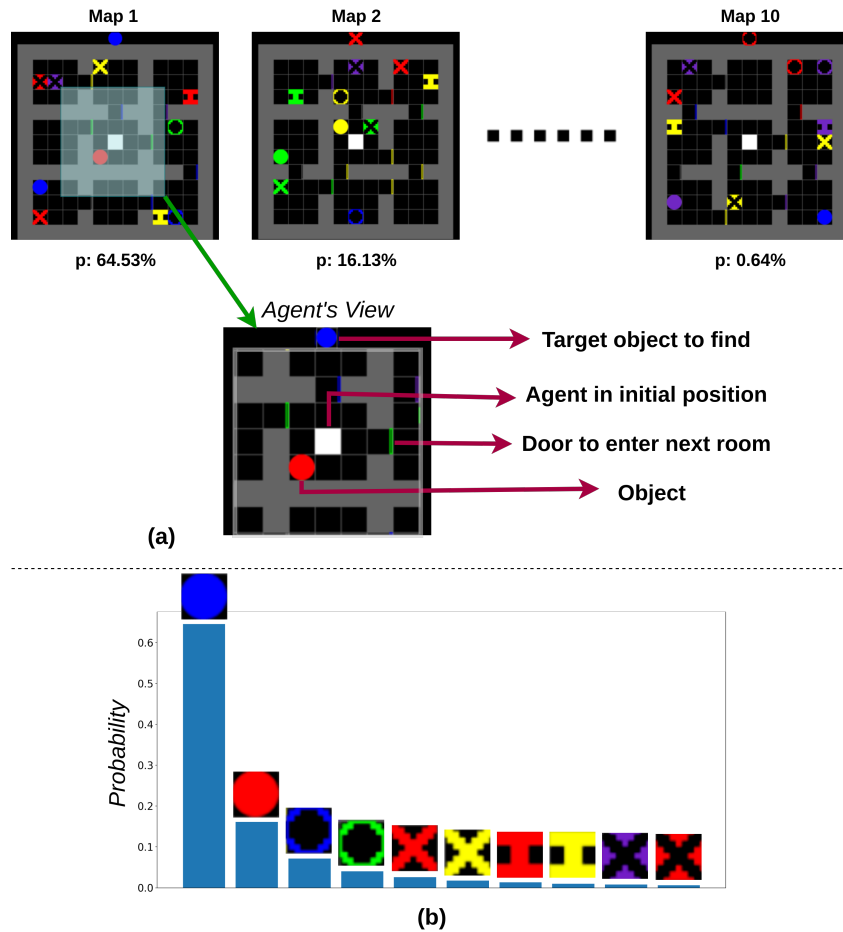 Map 1
Map 2
Map 10
p: 64.53%
p: 16.13%
p: 0.64%
Agent's View
Target object to find
Agent in initial position
Door to enter next room
Object
(a)
0.6
0.5
0.4
0.3
0.2
0.1
0.0
Probability
(b)